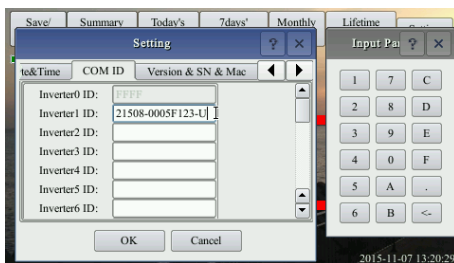 Save/ Summary Today's 7days' Monthly Lifetime
Setting ? ×
Input Pa ? ×
te&Time COM ID Version & SN & Mac
Inverter0 ID: FFFF
Inverter1 ID: 21508-0005F123-U
Inverter2 ID:
Inverter3 ID:
Inverter4 ID:
Inverter5 ID:
Inverter6 ID:
OK Cancel
1 7 C
2 8 D
3 9 E
4 0 F
5 A .
6 B <-
2015-11-07 13:20:29